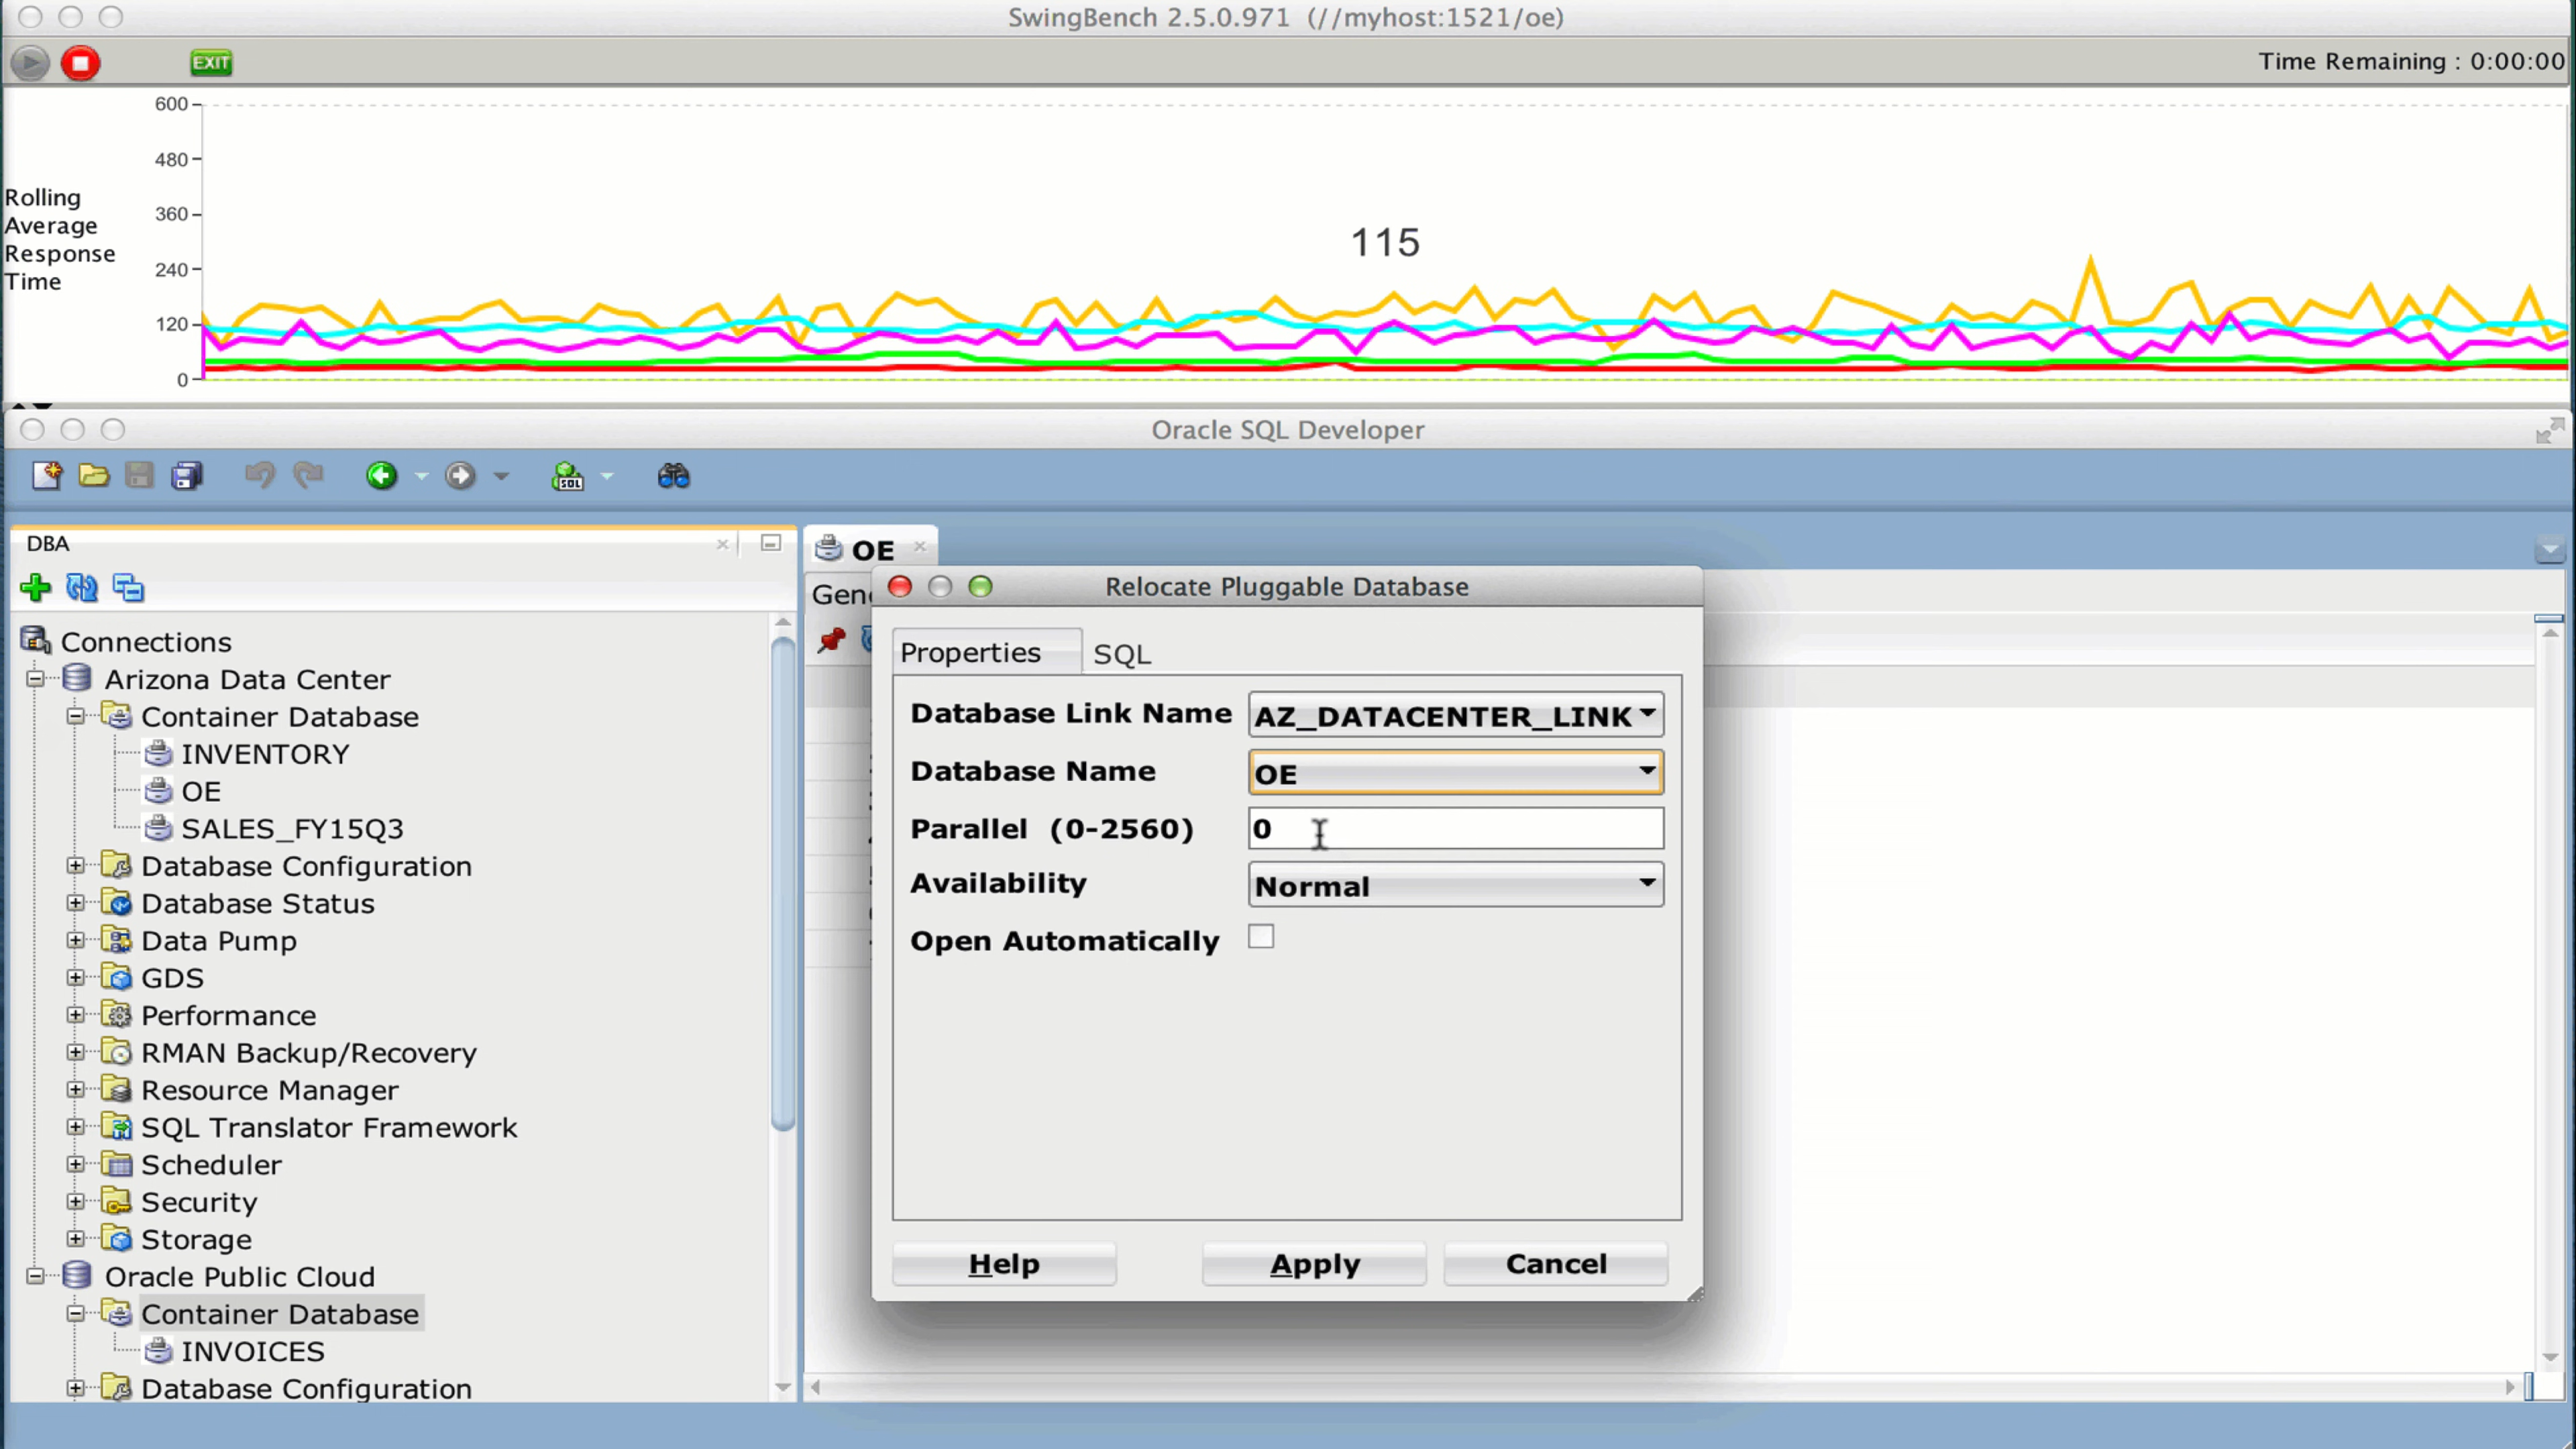 SwingBench 2.5.0.971 (//myhost:1521/oe)
EXIT
Time Remaining : 0:00:00
600
480
360
240
120
0
Rolling
Average
Response
Time
115
Oracle SQL Developer
SQL
DBA
Connections
Arizona Data Center
Container Database
INVENTORY
OE
SALES_FY15Q3
Database Configuration
Database Status
Data Pump
GDS
Performance
RMAN Backup/Recovery
Resource Manager
SQL Translator Framework
Scheduler
Security
Storage
Oracle Public Cloud
Container Database
INVOICES
Database Configuration
OE
Gen
Relocate Pluggable Database
Properties SQL
Database Link Name AZ_DATACENTER_LINK
Database Name OE
Parallel (0-2560) 0
Availability Normal
Open Automatically
Help Apply Cancel